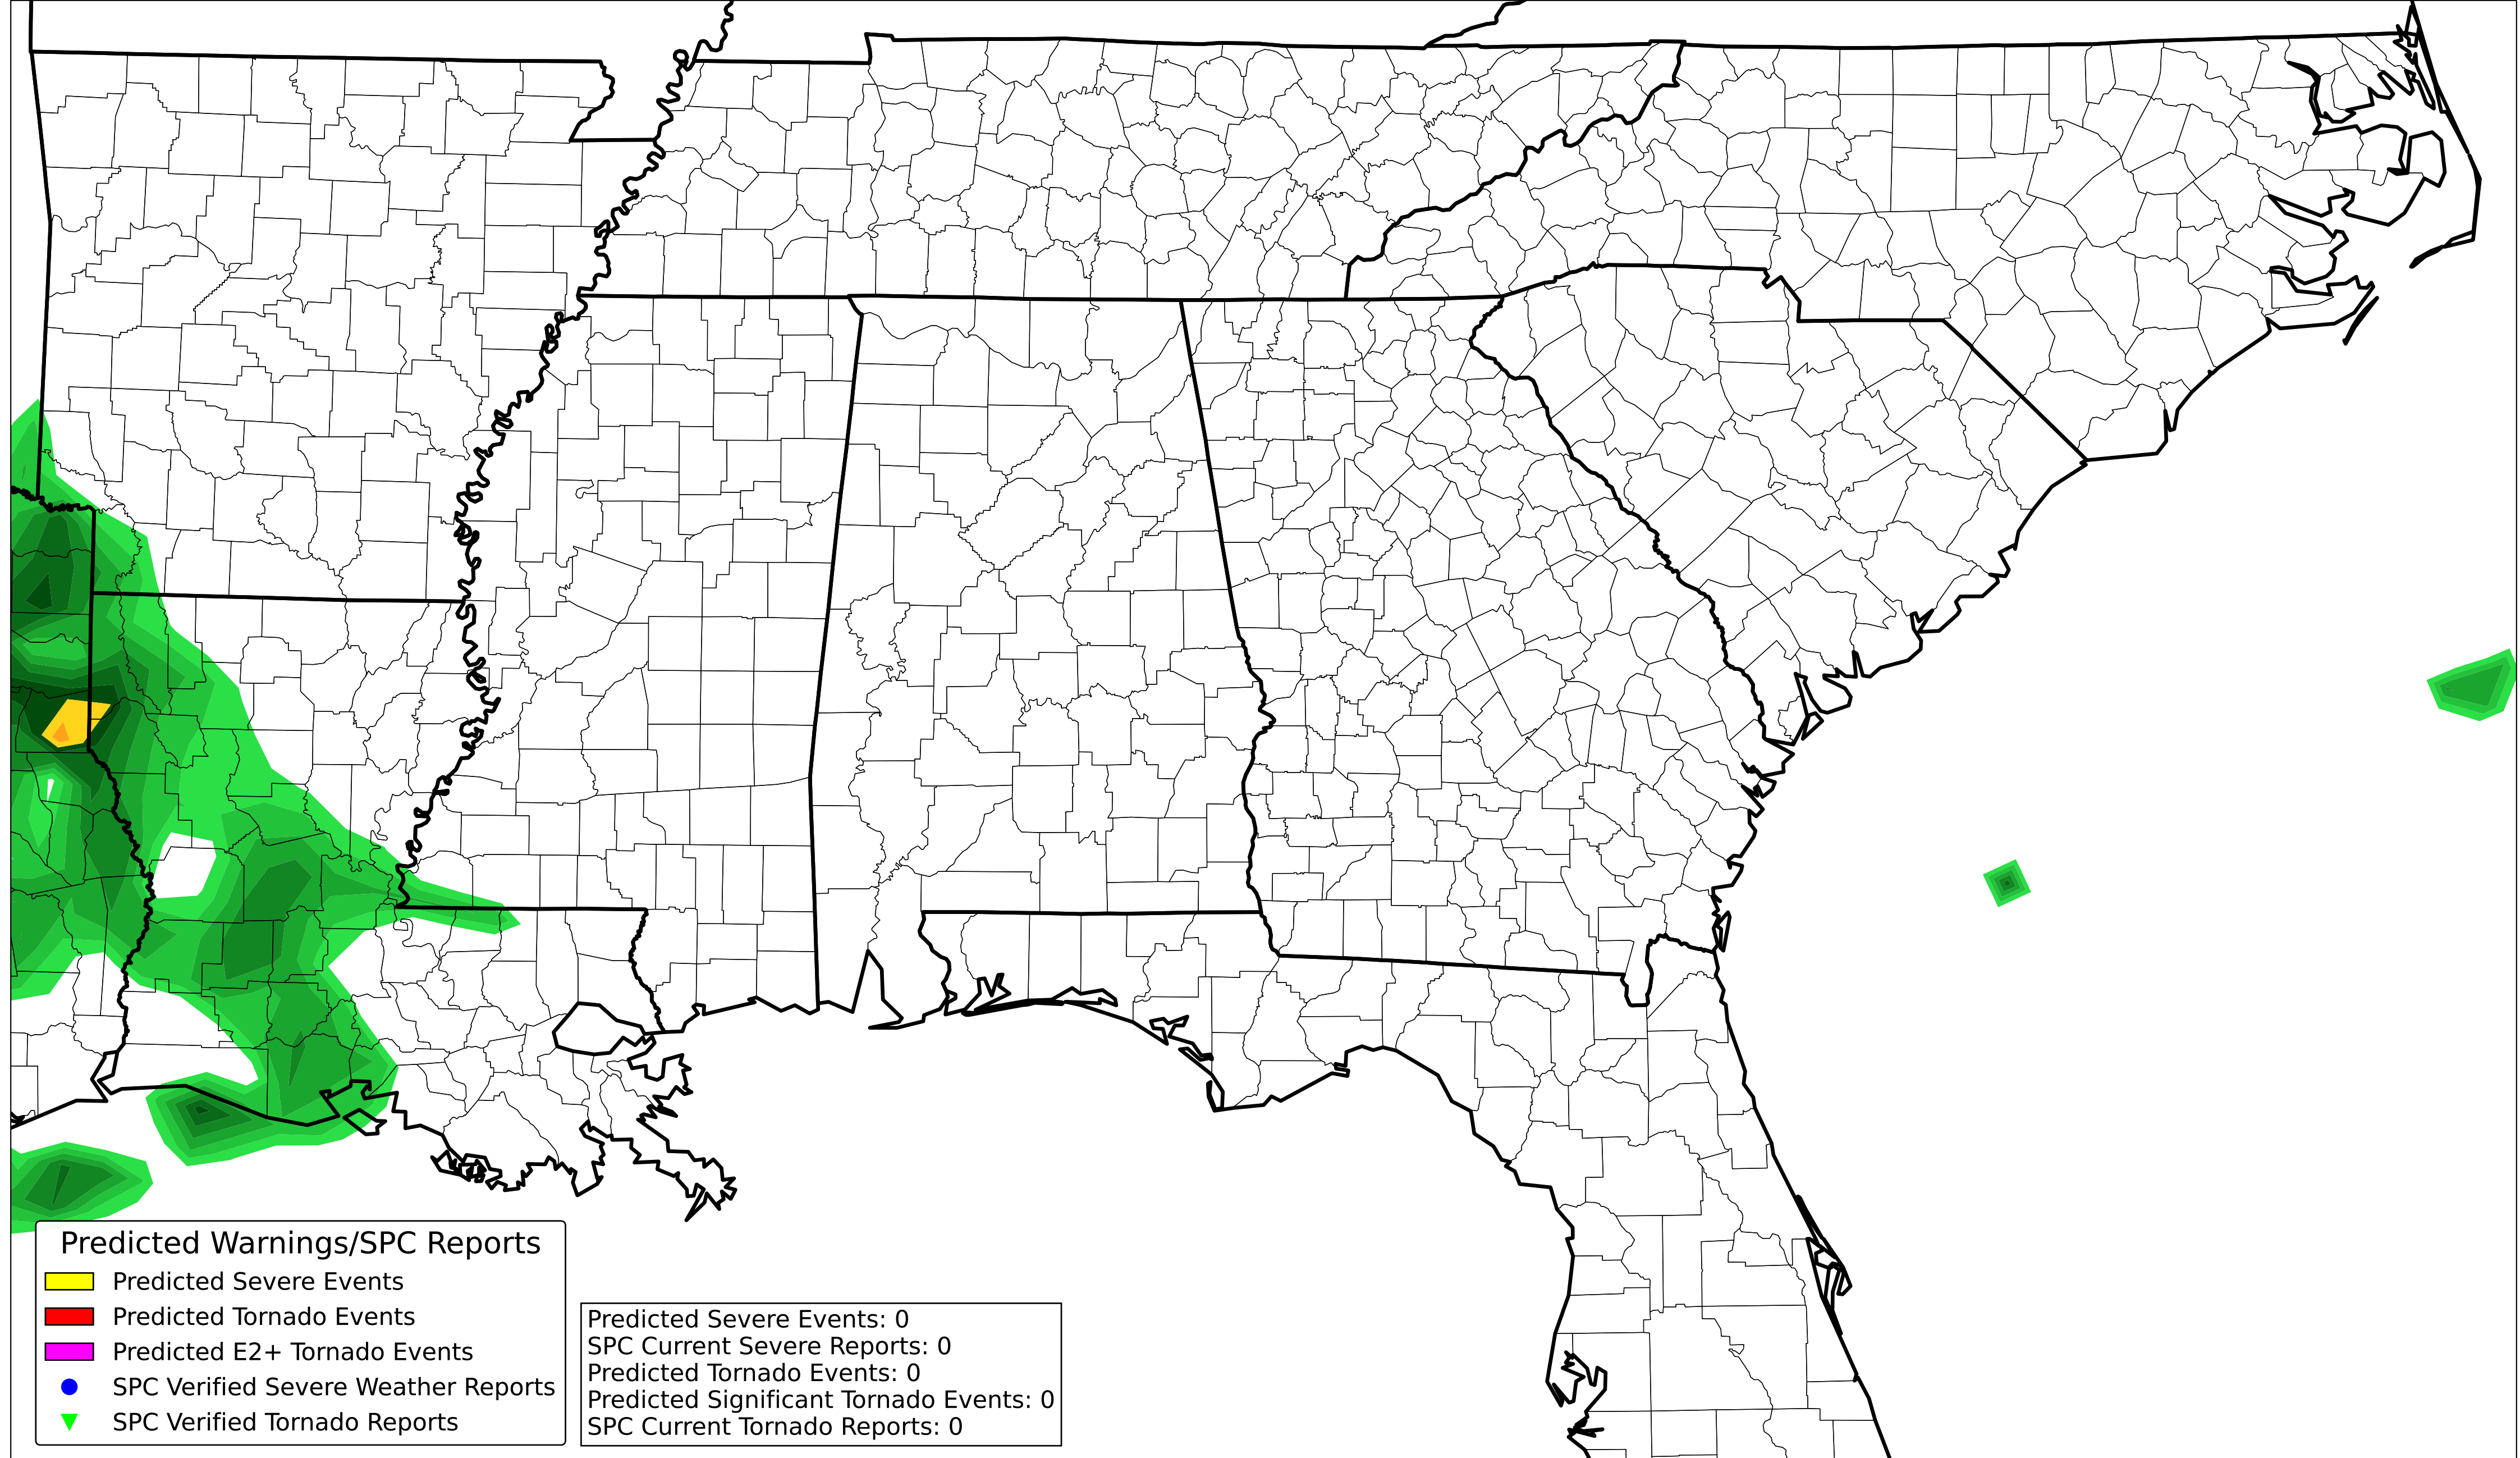 Predicted Warnings/SPC Reports
Predicted Severe Events
Predicted Tornado Events
Predicted E2+ Tornado Events
SPC Verified Severe Weather Reports
SPC Verified Tornado Reports
Predicted Severe Events: 0
SPC Current Severe Reports: 0
Predicted Tornado Events: 0
Predicted Significant Tornado Events: 0
SPC Current Tornado Reports: 0